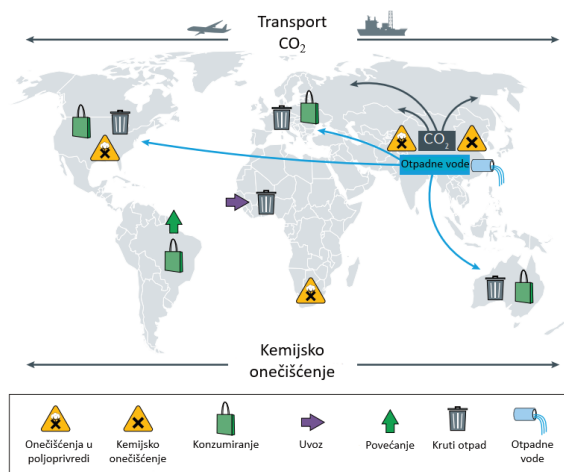 Transport
CO₂
CO₂
Otpadne vode
Kemijsko
onečišćenje
Onečišćenja u
poljoprivredi
Kemijsko
onečišćenje
Konzumiranje
Uvoz
Povećanje
Kruti otpad
Otpadne
vode